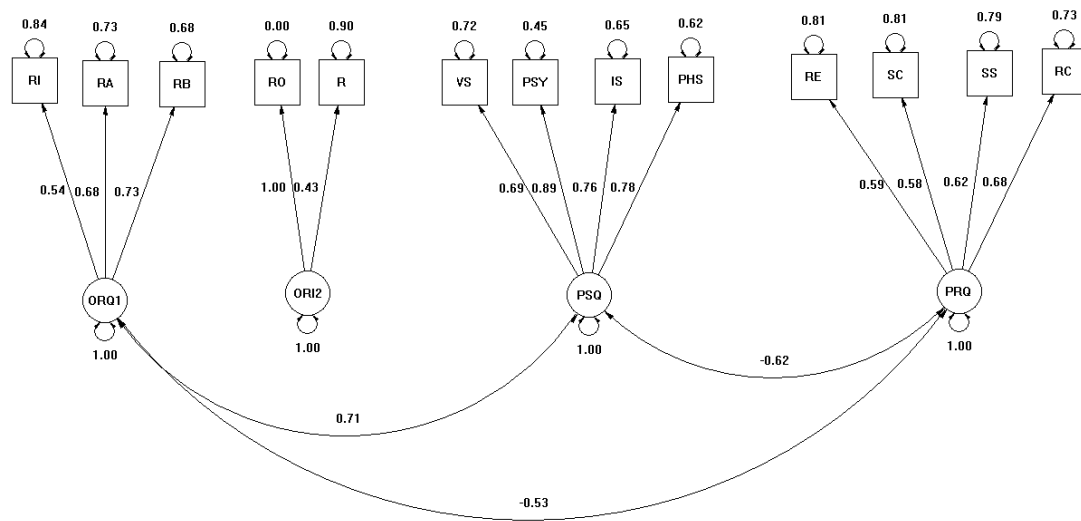 0.84 0.73 0.68 0.00 0.90 0.72 0.45 0.65 0.62 0.81 0.81 0.79 0.73
RI RA RB RO R VS PSY IS PHS RE SC SS RC
0.54 0.68 0.73 1.00 0.43 0.69 0.89 0.76 0.78 0.59 0.58 0.62 0.68
ORQ1 ORI2 PSQ PRQ
1.00 1.00 1.00 1.00
-0.62
0.71
-0.53